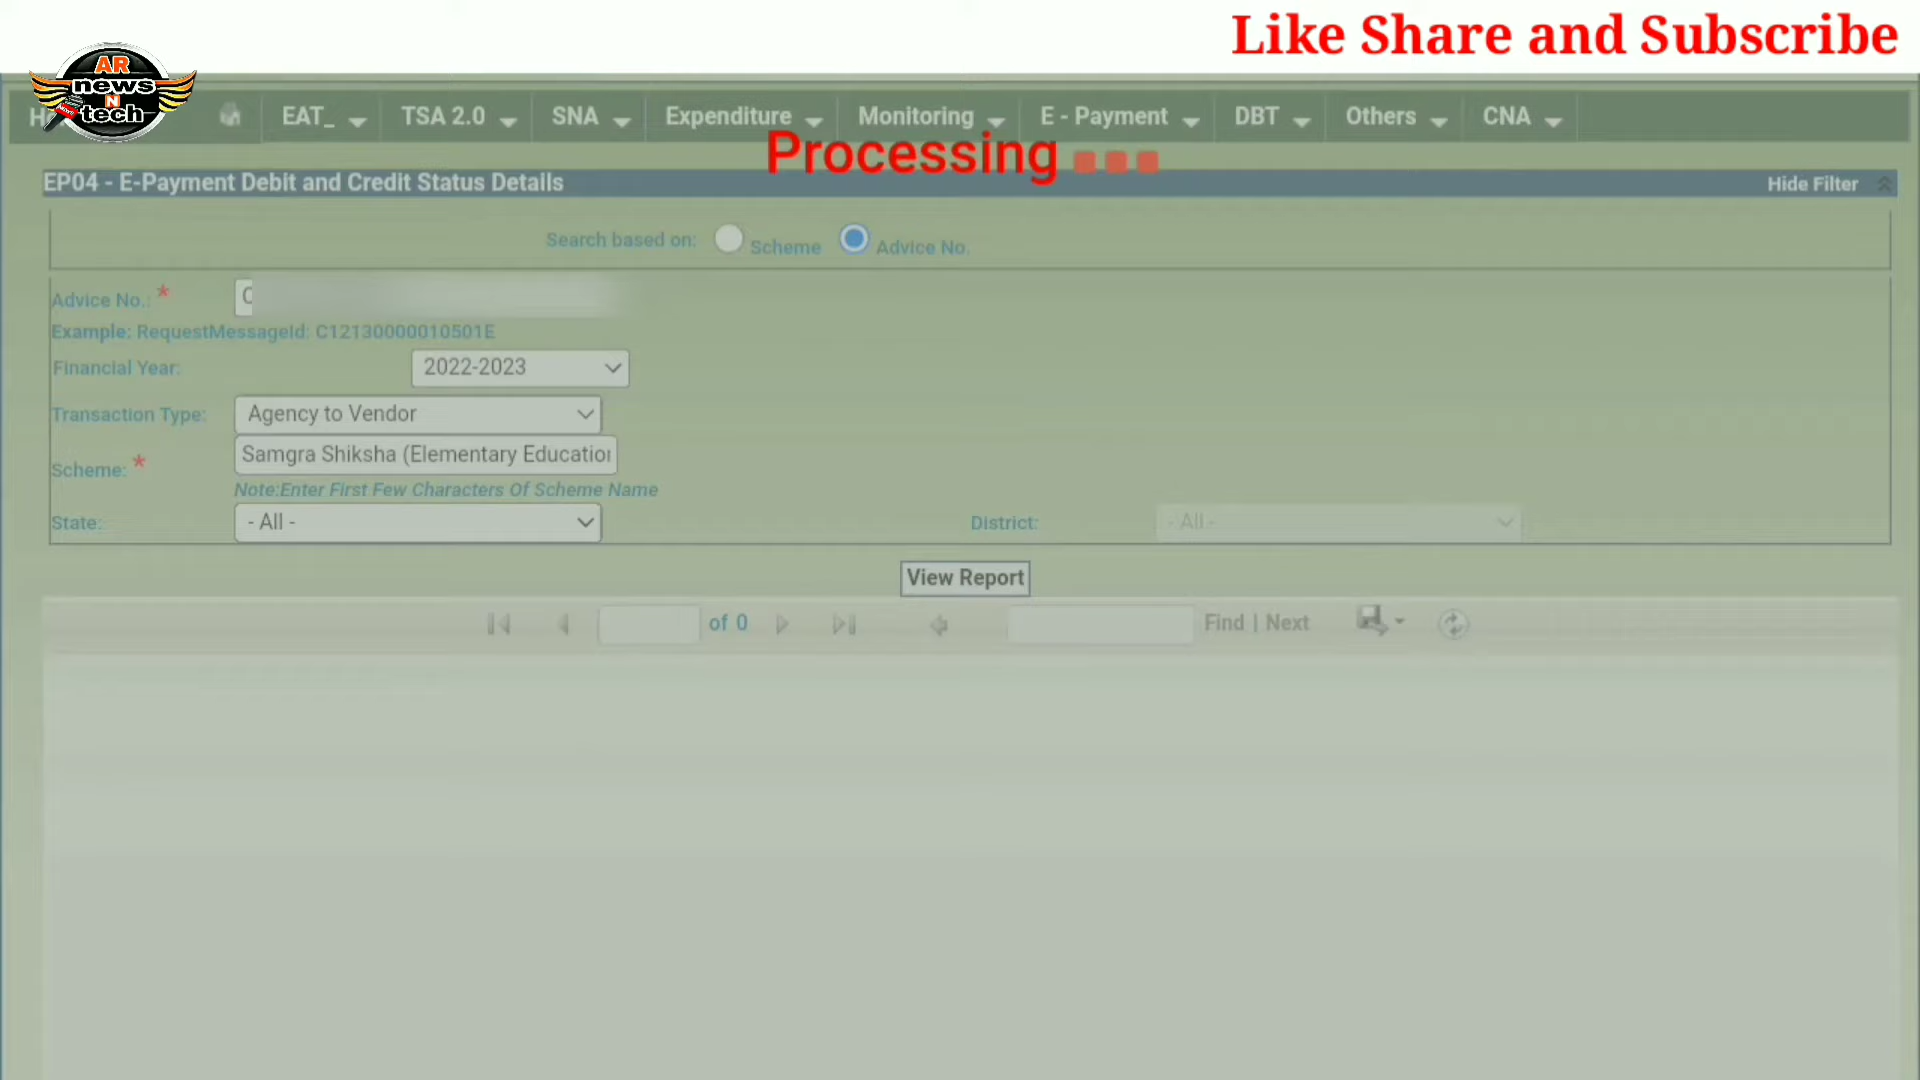 Like Share and Subscribe
AR
news
N
tech
EAT_ TSA 2.0 SNA Expenditure Monitoring E - Payment DBT Others CNA
Processing
EP04 - E-Payment Debit and Credit Status Details Hide Filter
Search based on: Scheme Advice No.
Advice No.: * C
Example: RequestMessageId: C12130000010501E
Financial Year: 2022-2023
Transaction Type: Agency to Vendor
Scheme: * Samgra Shiksha (Elementary Education
Note:Enter First Few Characters Of Scheme Name
State: - All - District: - All -
View Report
of 0 Find | Next